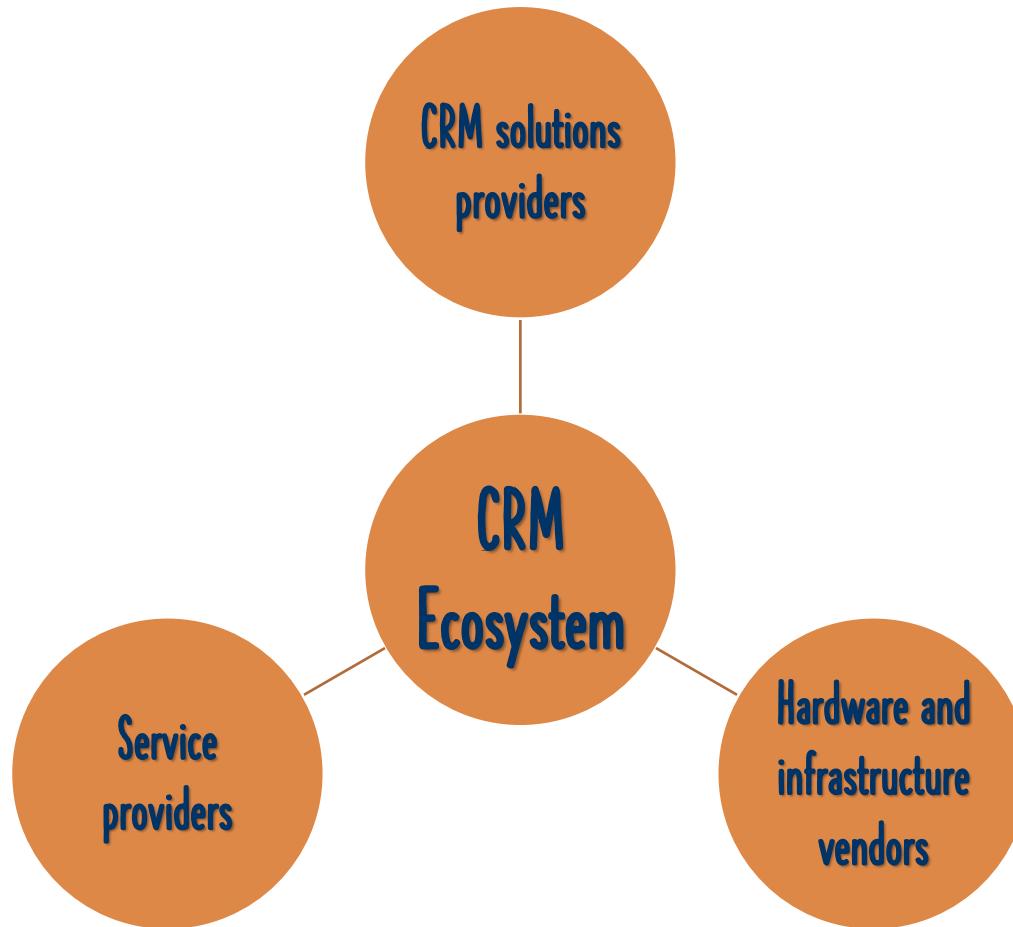 CRM solutions
providers
CRM
Ecosystem
Service
providers
Hardware and
infrastructure
vendors